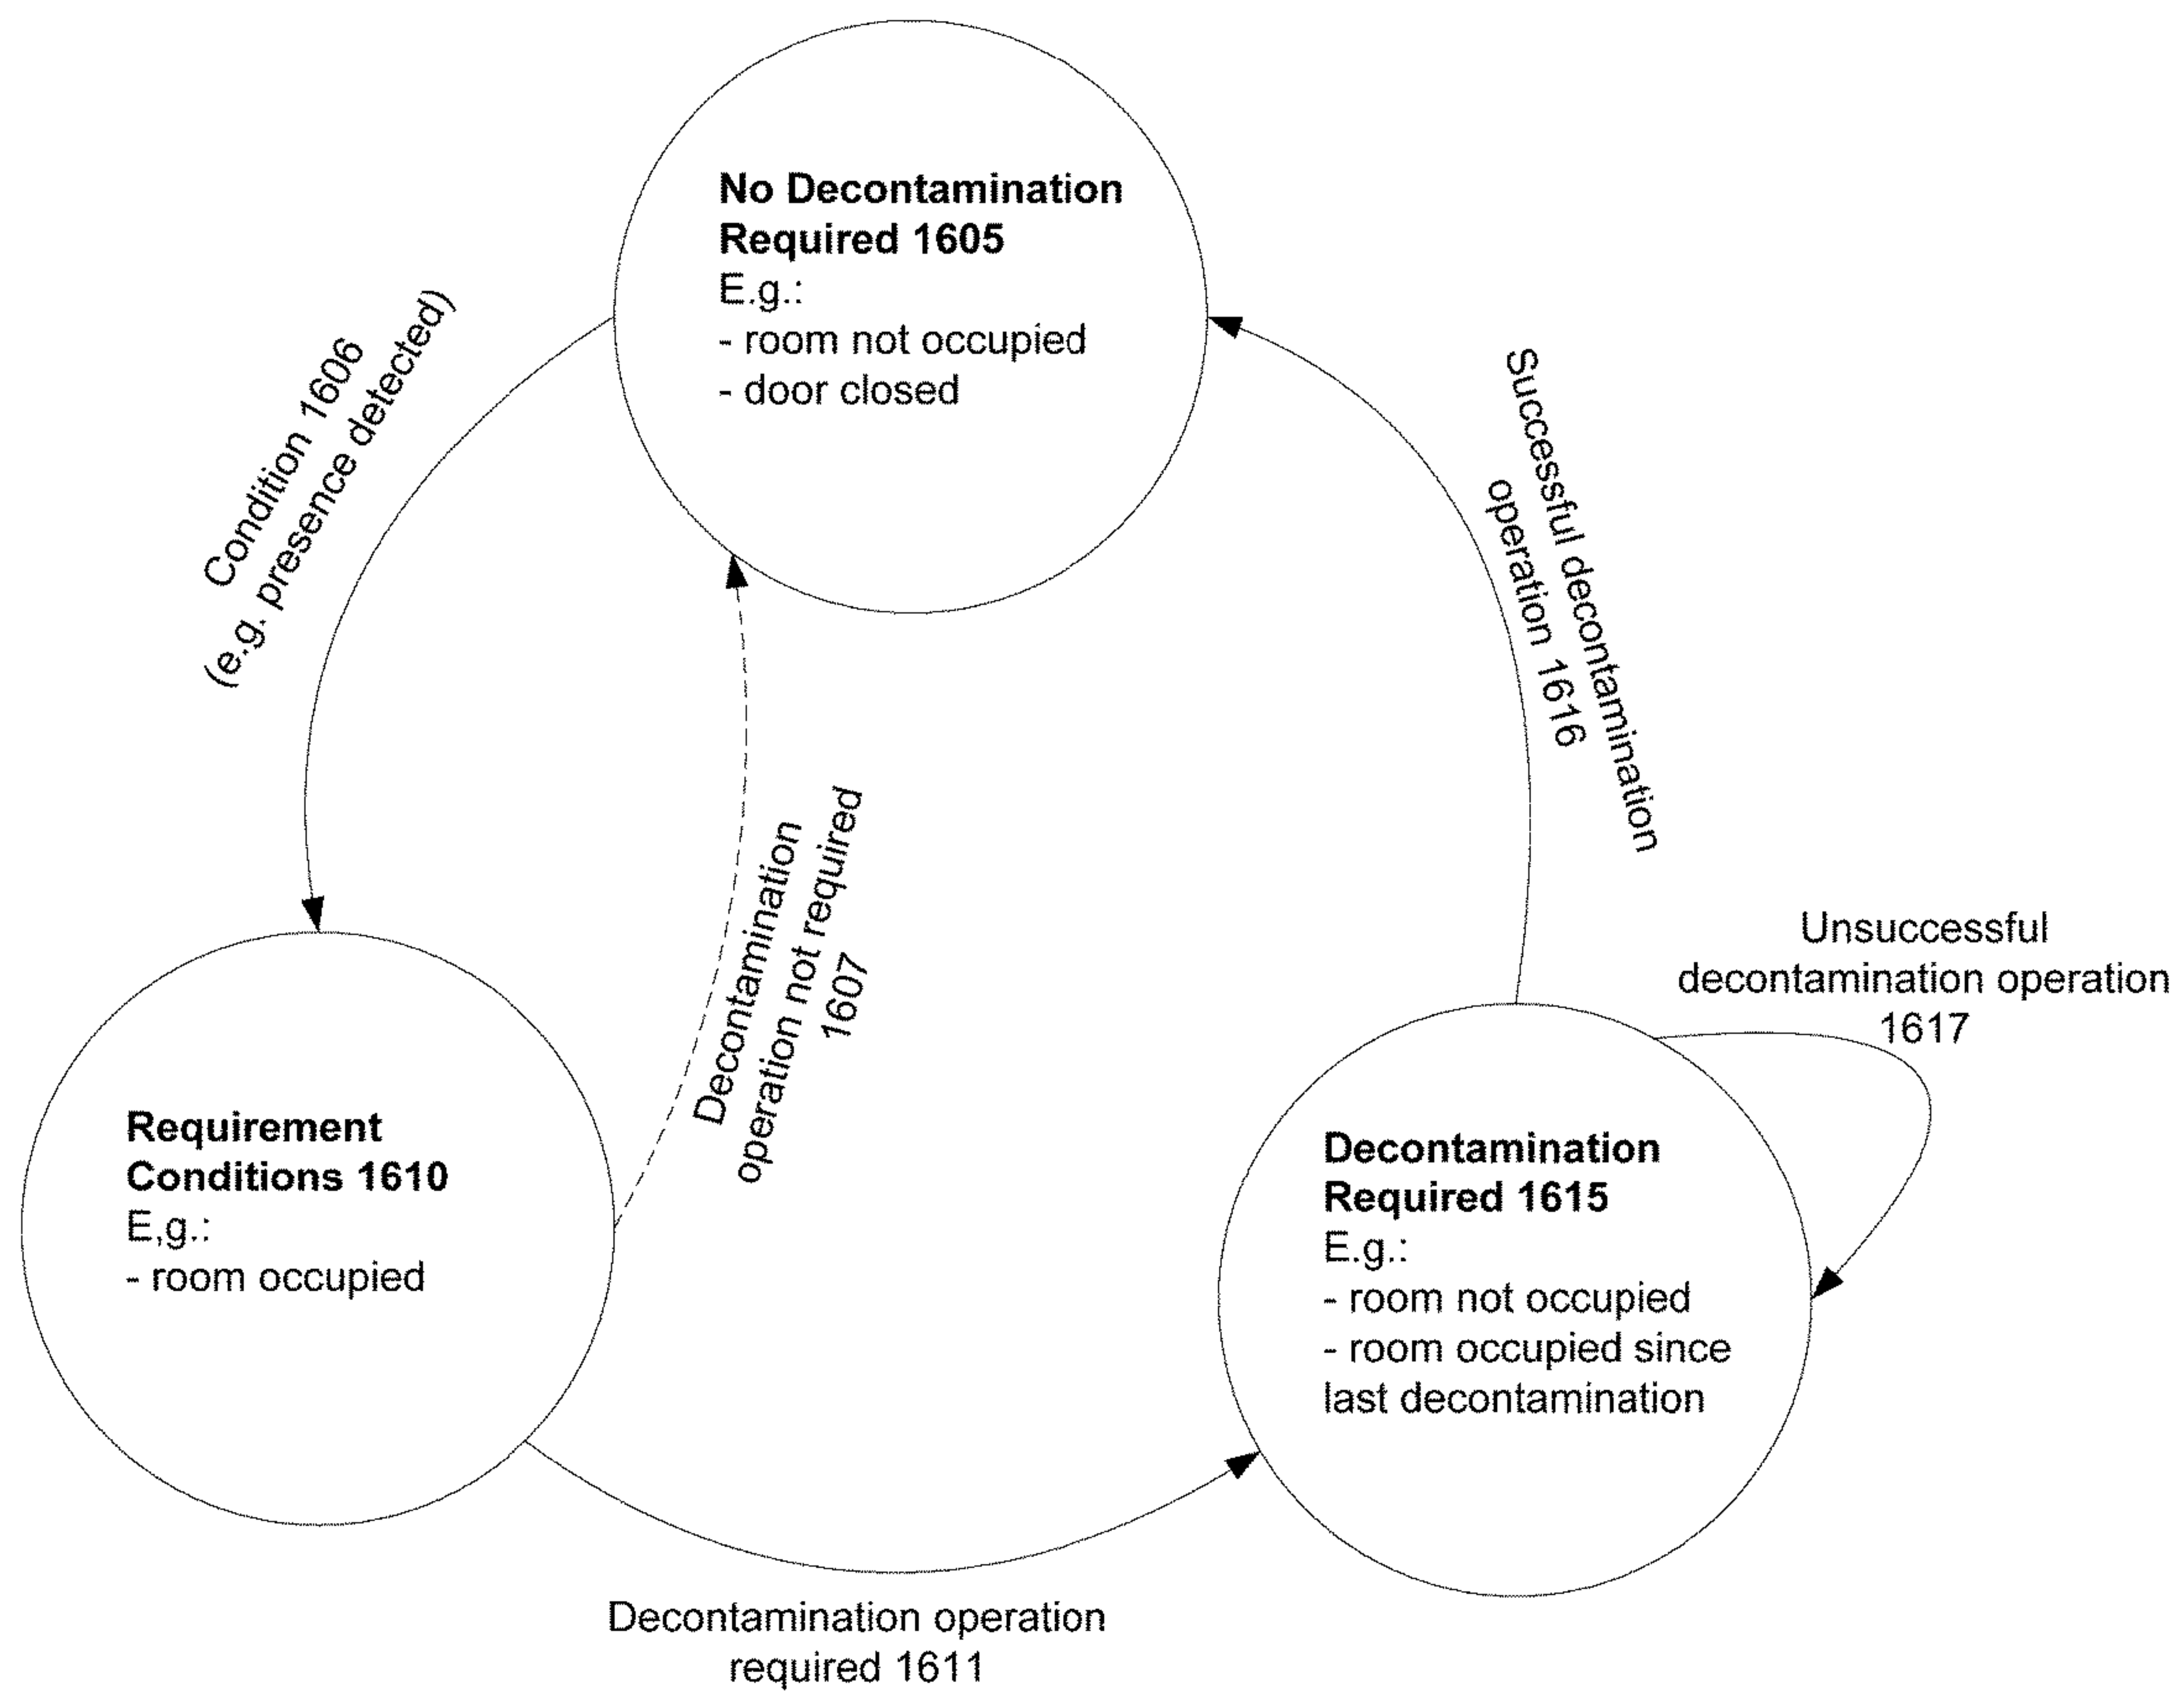 No Decontamination
Required 1605
E.g.:
- room not occupied
- door closed
Condition 1606
(e.g. presence detected)
Successful decontamination
operation 1616
Decontamination
operation not required
1607
Unsuccessful
decontamination operation
1617
Requirement
Conditions 1610
E,g.:
- room occupied
Decontamination
Required 1615
E.g.:
- room not occupied
- room occupied since
last decontamination
Decontamination operation
required 1611